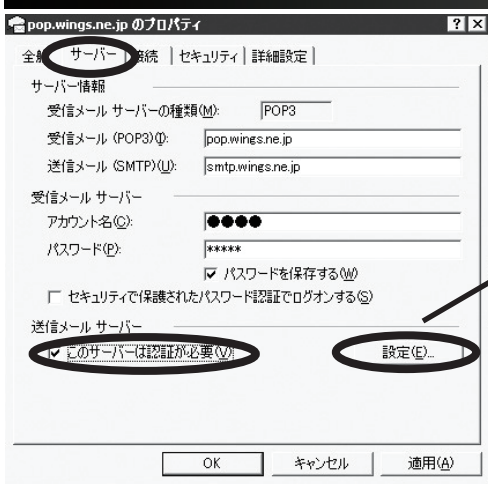 pop.wings.ne.jp のプロパティ
サーバー 接続 セキュリティ 詳細設定
サーバー情報
受信メール サーバーの種類(M): POP3
受信メール (POP3)(I): pop.wings.ne.jp
送信メール (SMTP)(U): smtp.wings.ne.jp
受信メール サーバー
アカウント名(C): ●●●●
パスワード(P): *****
パスワードを保存する(W)
セキュリティで保護されたパスワード認証でログオンする(S)
送信メール サーバー
このサーバーは認証が必要(V) 設定(E)...
OK キャンセル 適用(A)